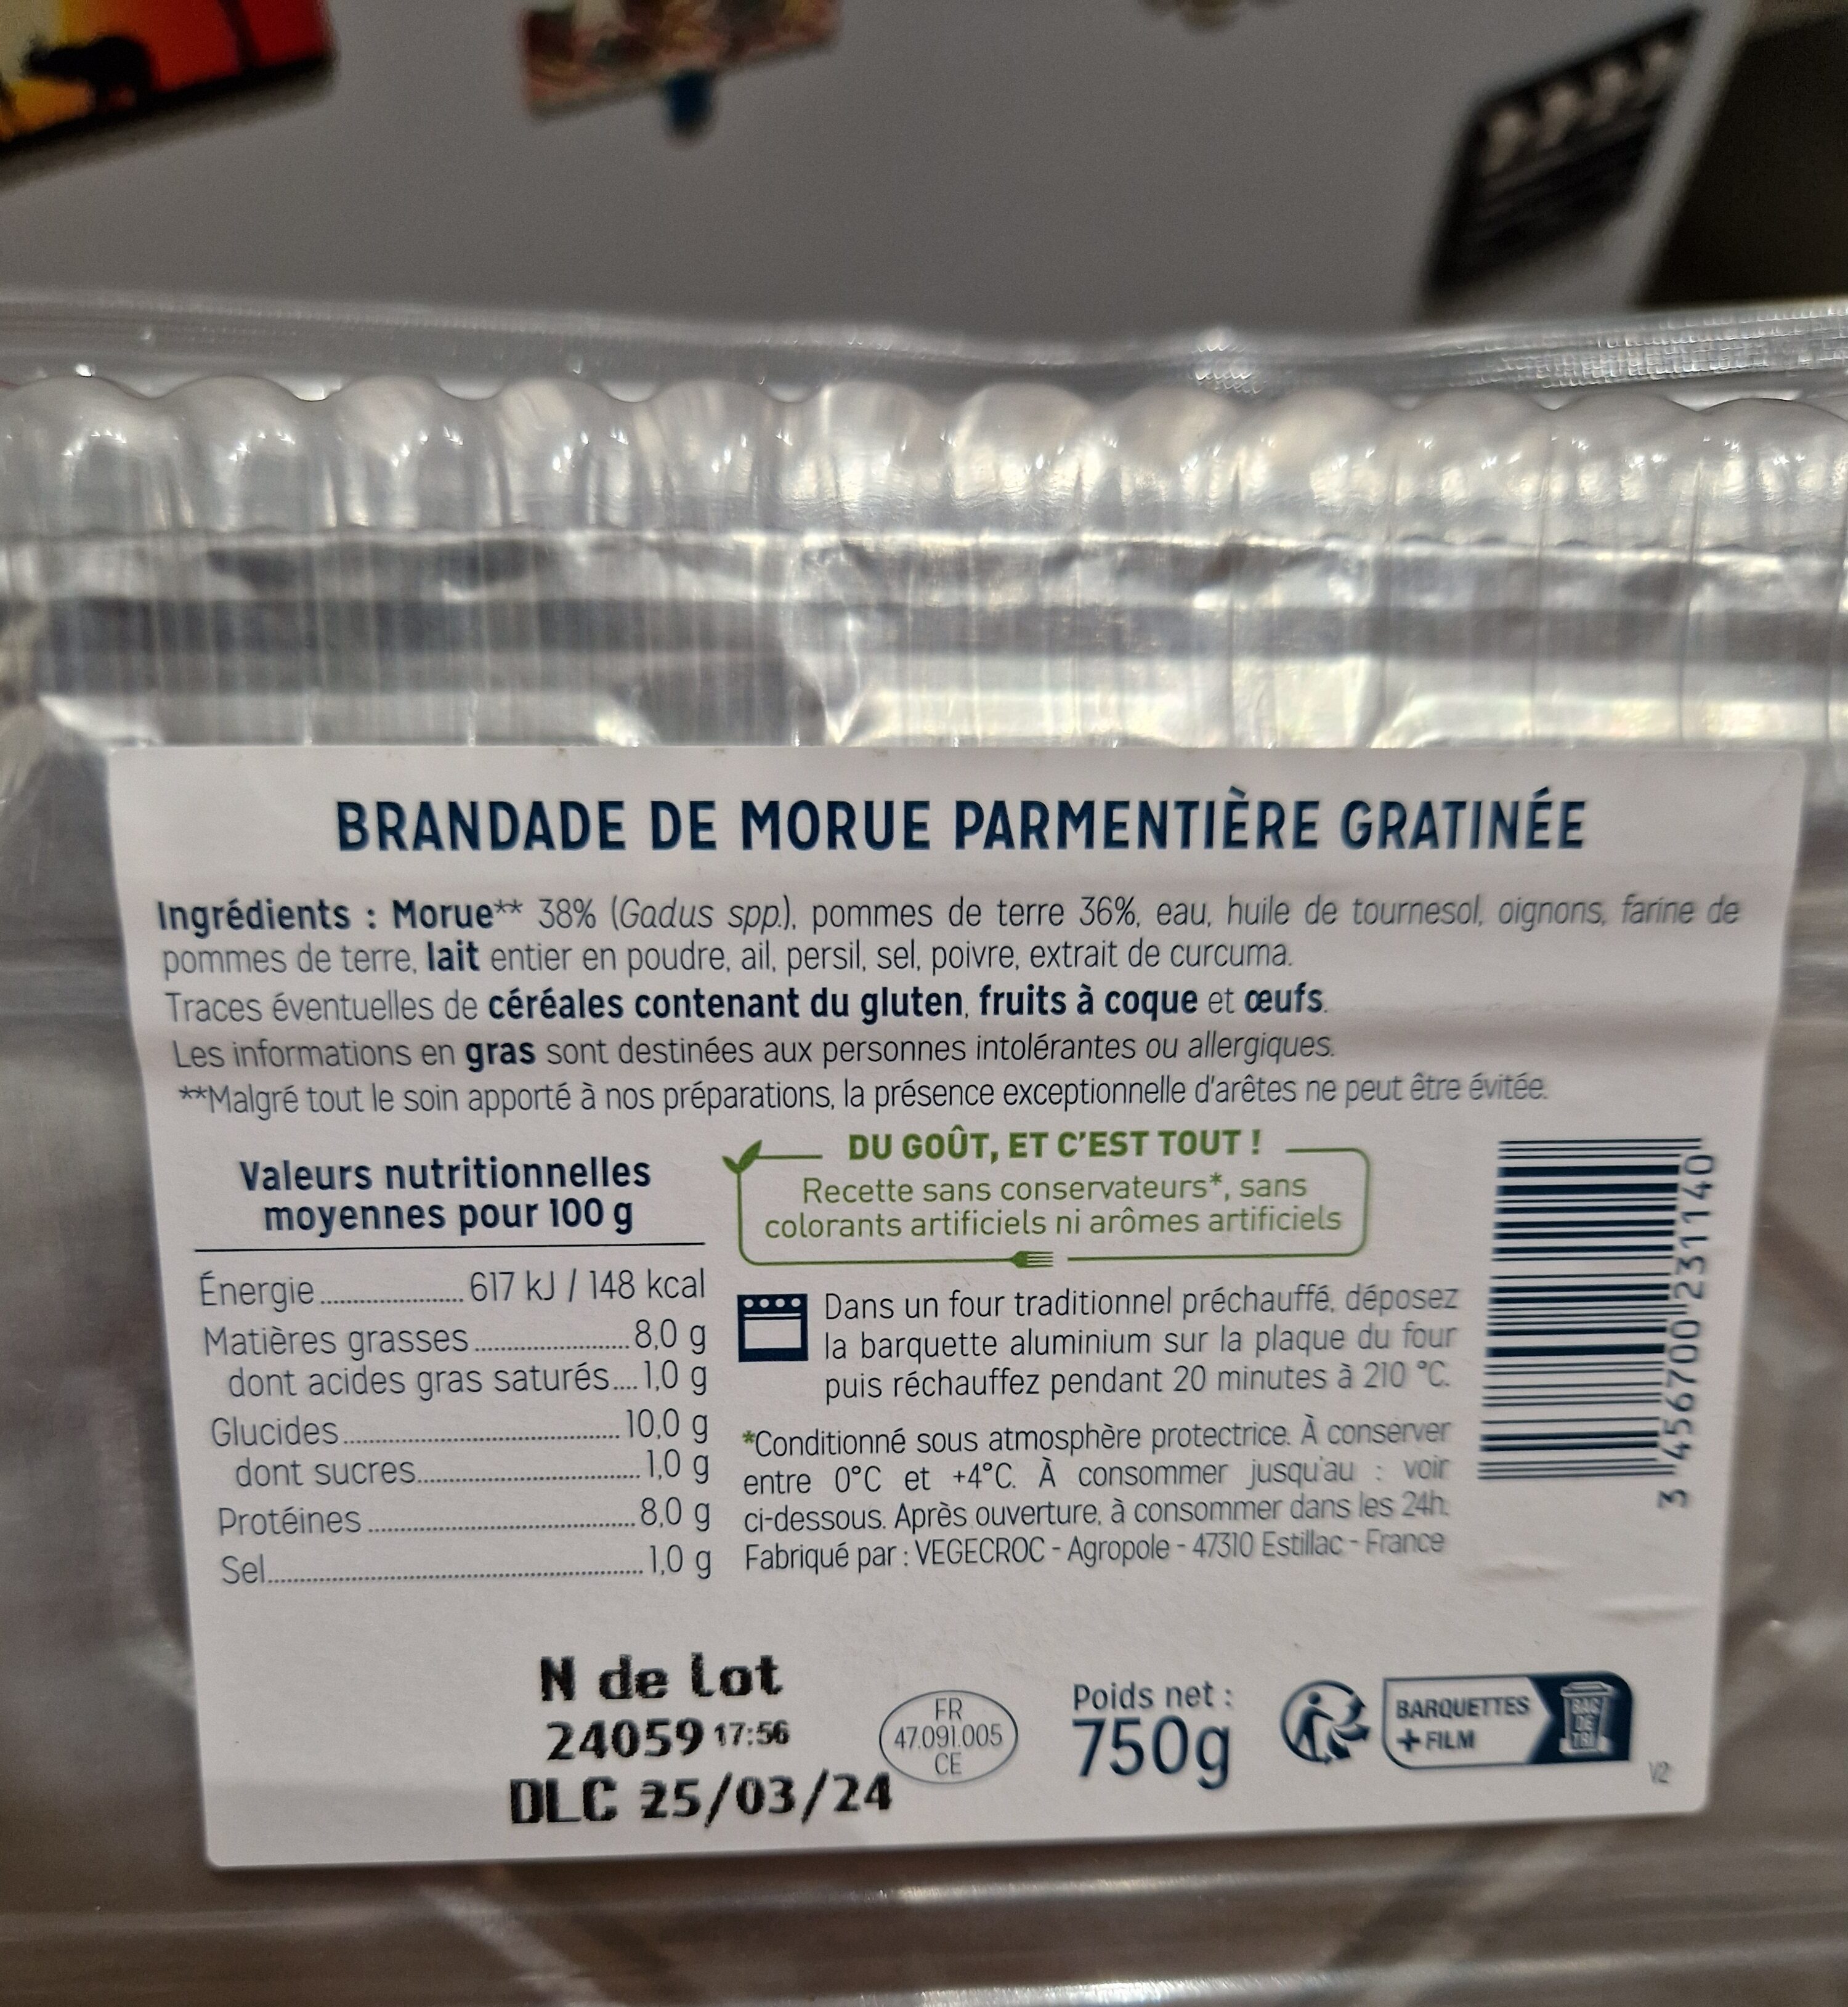 BRANDADE DE MORUE PARMENTIÈRE GRATINÉE
Ingrédients : Morue** 38% (Gadus spp.), pommes de terre 36%, eau, huile de tournesol, oignons, farine de
pommes de terre, lait entier en poudre, ail, persil, sel, poivre, extrait de curcuma.
Traces éventuelles de céréales contenant du gluten, fruits à coque et œufs.
Les informations en gras sont destinées aux personnes intolérantes ou allergiques.
**Malgré tout le soin apporté à nos préparations, la présence exceptionnelle d'arêtes ne peut être évitée.
Valeurs nutritionnelles
moyennes pour 100 g
Énergie.................... 617 kJ / 148 kcal
Matières grasses......................8,0 g
dont acides gras saturés....1,0 g
Glucides.......................................10,0 g
dont sucres...............................1,0 g
Protéines.....................................8,0 g
Sel....................................................1,0 g
DU GOÛT, ET C'EST TOUT !
Recette sans conservateurs*, sans
colorants artificiels ni arômes artificiels
Dans un four traditionnel préchauffé, déposez
la barquette aluminium sur la plaque du four
puis réchauffez pendant 20 minutes à 210 °C.
*Conditionné sous atmosphère protectrice. À conserver
entre 0°C et +4°C. À consommer jusqu'au : voir
ci-dessous. Après ouverture, à consommer dans les 24h.
Fabriqué par : VEGECROC - Agropole - 47310 Estillac - France
3 456700 231140
N de Lot
24059 17:56
DLC 25/03/24
FR
47.091.005
CE
Poids net :
750g
BARQUETTES
+ FILM
BAC
DE
TRI
V2